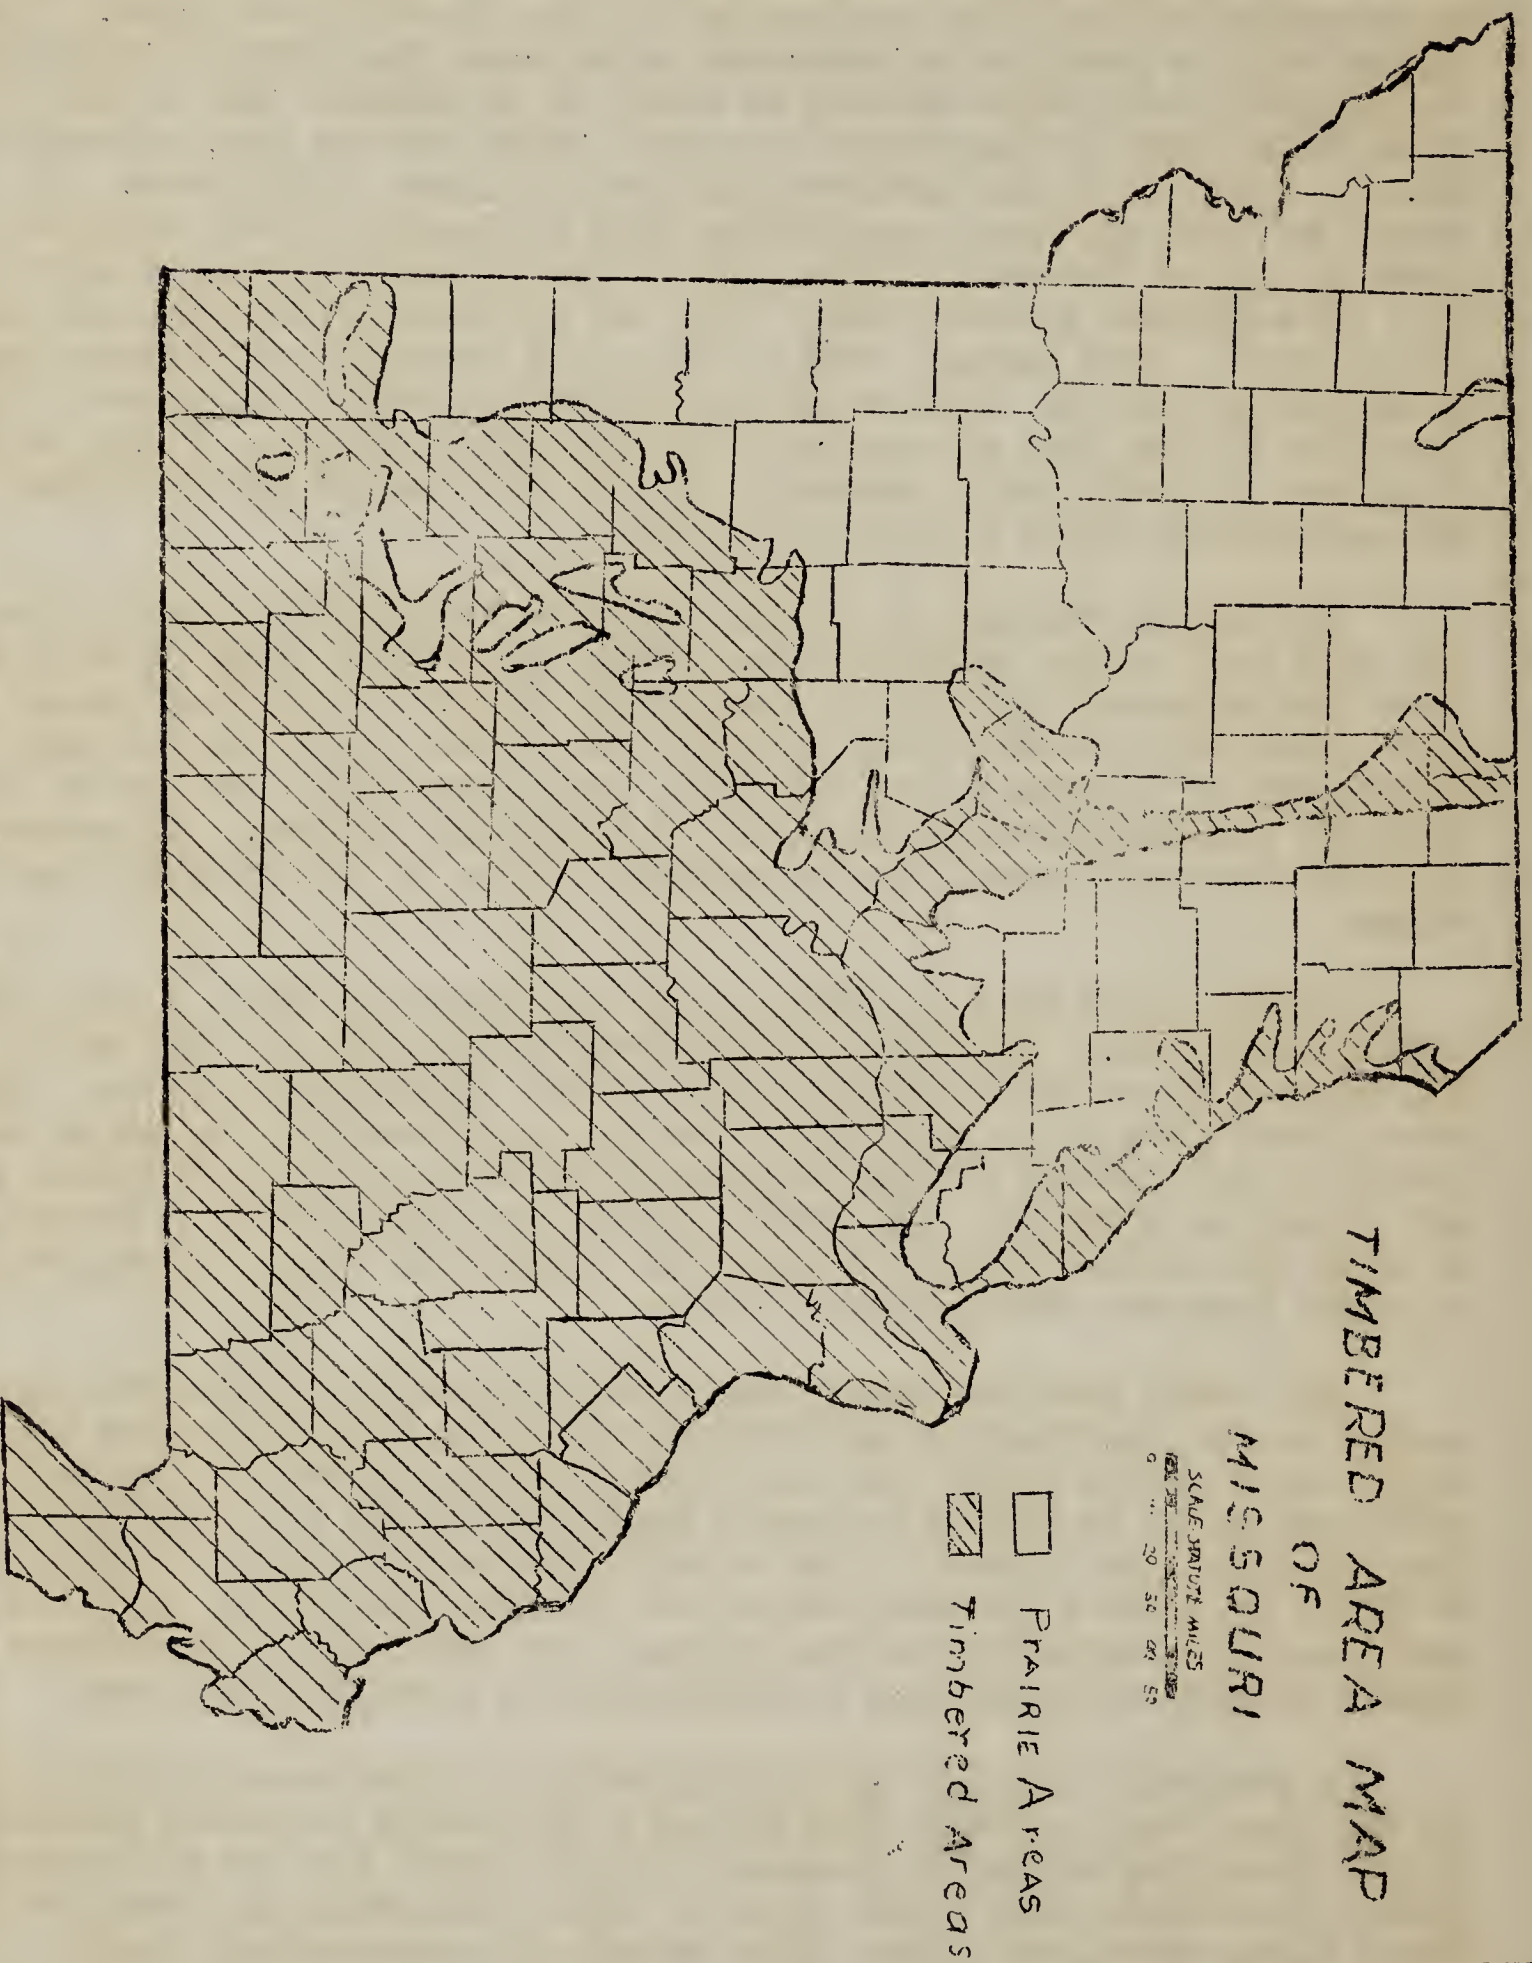 TIMBERED AREA MAP
OF
MISSOURI
SCALE STATUTE MILES
0 20 30 40 50
PRAIRIE AreAS
Timbered Areas